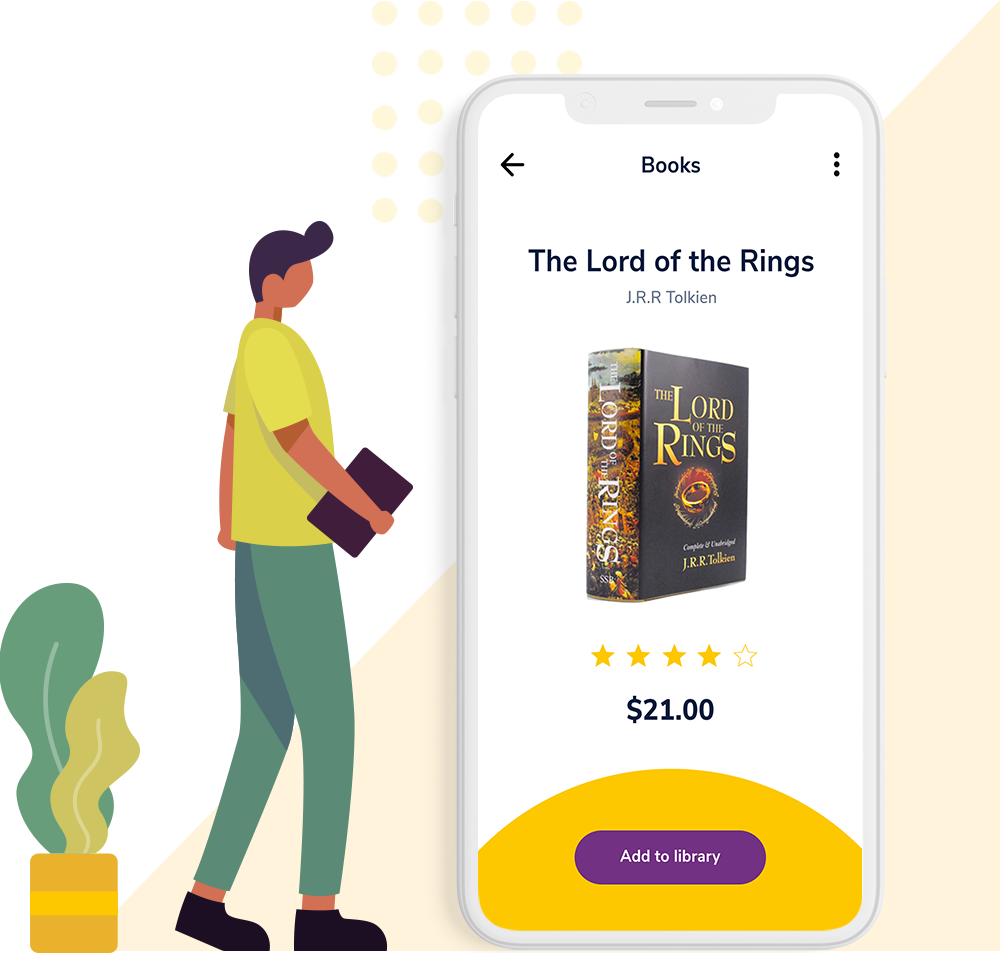 Books
The Lord of the Rings
J.R.R Tolkien
THE LORD OF THE RINGS
SSP
THE LORD
OF THE
RINGS
Complete & Unabridged
J.R.R.Tolkien
$21.00
Add to library